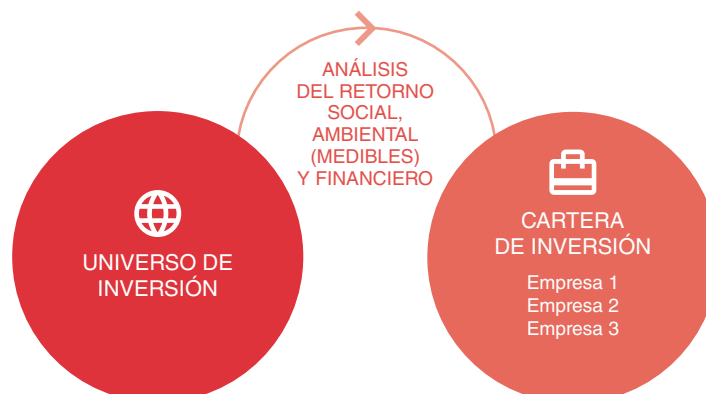 ANÁLISIS
DEL RETORNO
SOCIAL,
AMBIENTAL
(MEDIBLES)
Y FINANCIERO
UNIVERSO DE
INVERSIÓN
CARTERA
DE INVERSIÓN
Empresa 1
Empresa 2
Empresa 3